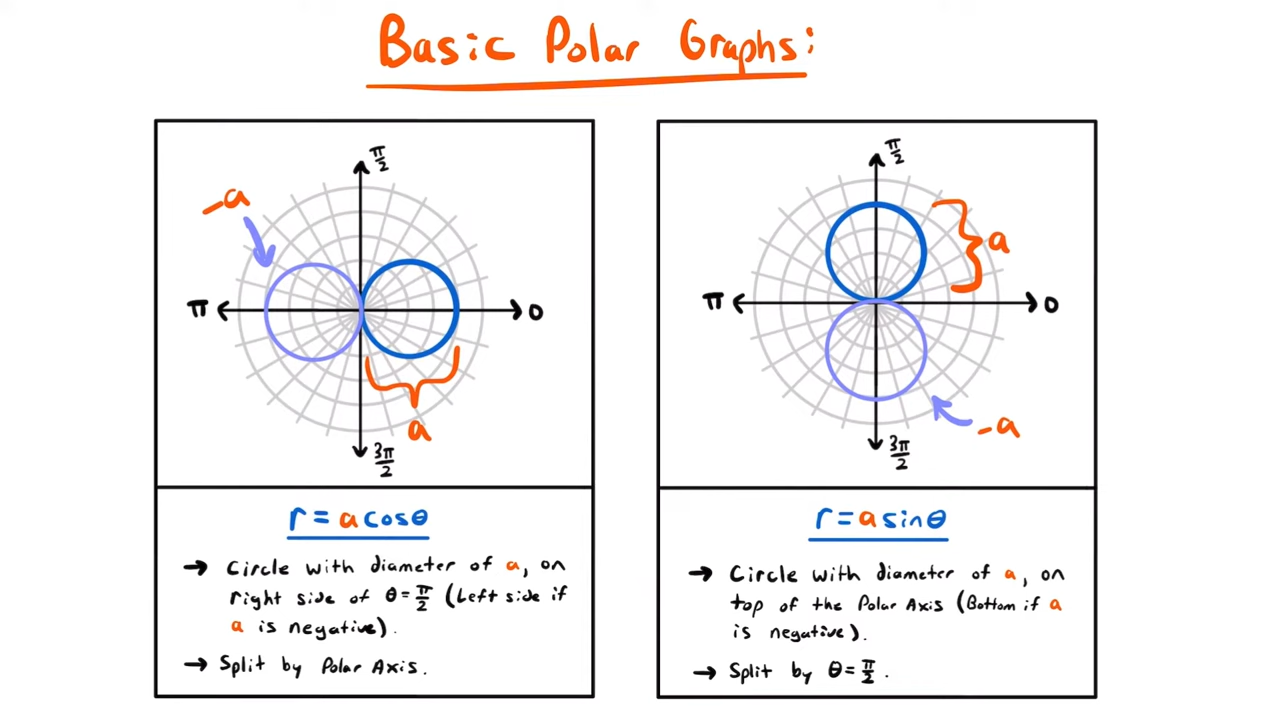 Basic Polar Graphs:
π/2
-a
π
0
a
3π/2
r = a cosθ
→ Circle with diameter of a, on
right side of θ = π/2 (Left side if
a is negative).
→ Split by Polar Axis.
π/2
a
π
0
-a
3π/2
r = a sinθ
→ Circle with diameter of a, on
top of the Polar Axis (Bottom if a
is negative).
→ Split by θ = π/2.